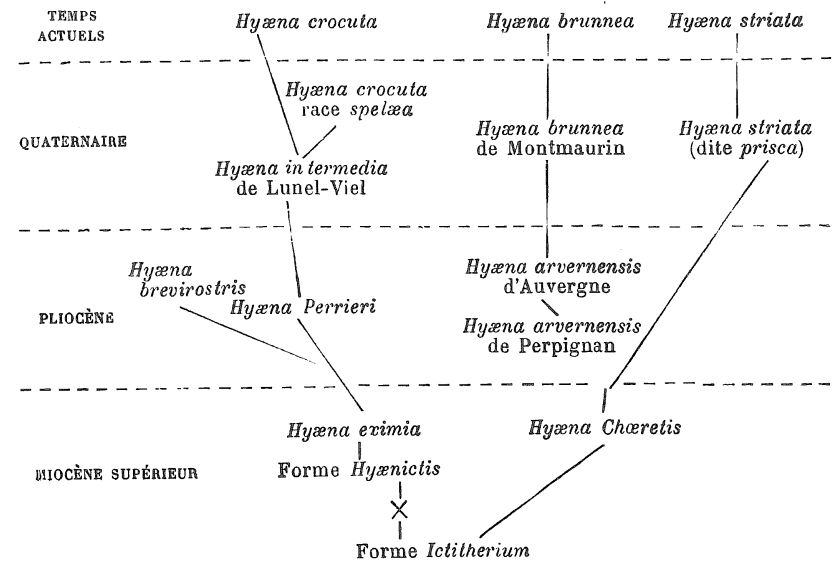 TEMPS
ACTUELS
Hyæna crocuta
Hyæna brunnea
Hyæna striata
QUATERNAIRE
Hyæna crocuta
race spelæa
Hyæna intermedia
de Lunel-Viel
Hyæna brunnea
de Montmaurin
Hyæna striata
(dite prisca)
PLIOCÈNE
Hyæna
brevirostris
Hyæna Perrieri
Hyæna arvernensis
d'Auvergne
Hyæna arvernensis
de Perpignan
MIOCÈNE SUPÉRIEUR
Hyæna eximia
Forme Hyænictis
Hyæna Chœretis
Forme Ictitherium